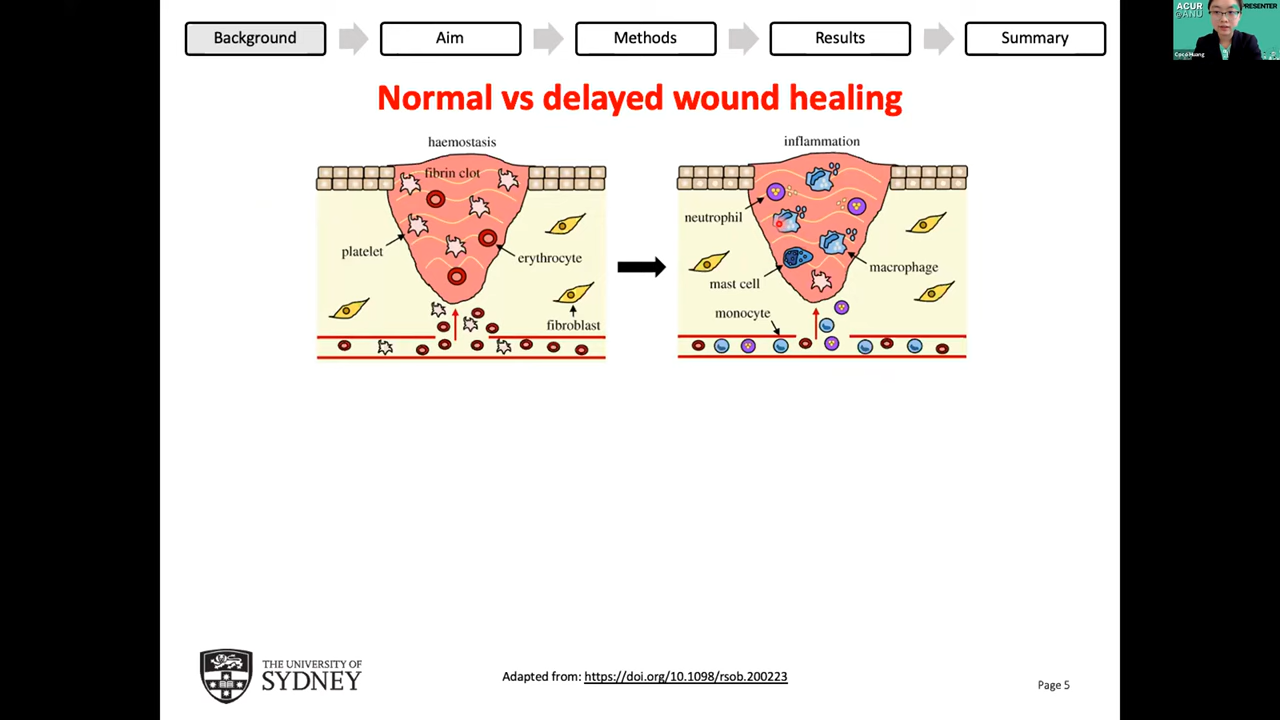 Background
Aim
Methods
Results
Summary
ACUR
@ANU
PRESENTER
Coco Huang
Normal vs delayed wound healing
haemostasis
fibrin clot
platelet
erythrocyte
fibroblast
inflammation
neutrophil
mast cell
macrophage
monocyte
THE UNIVERSITY OF
SYDNEY
Adapted from: https://doi.org/10.1098/rsob.200223
Page 5